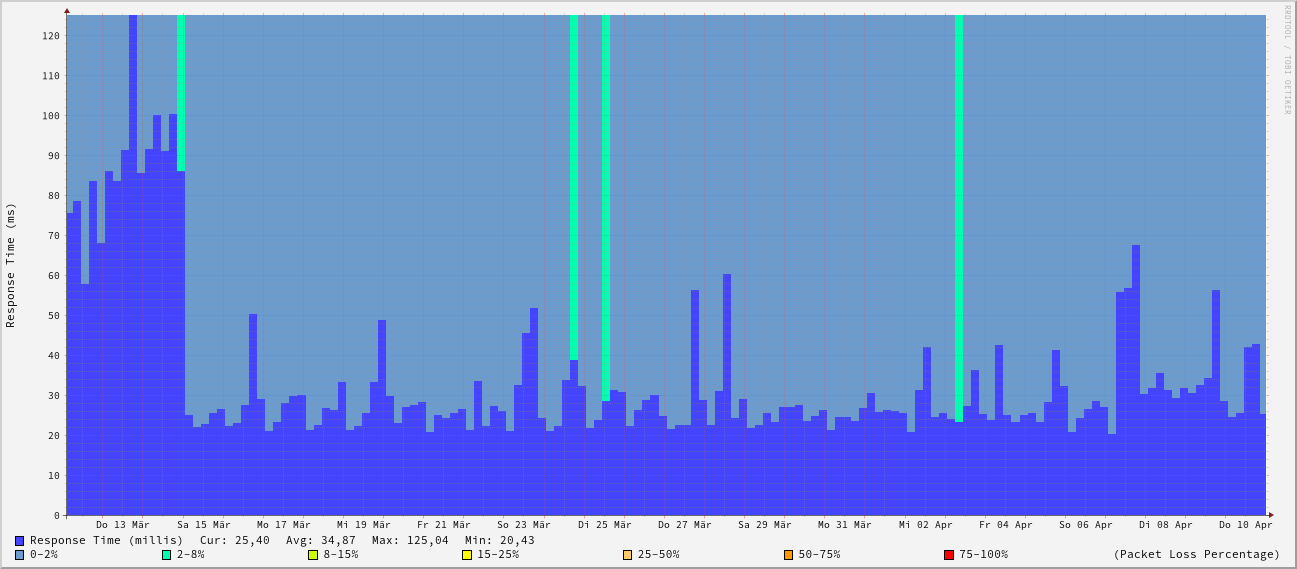 RRDTOOL / TOBI OETIKER
Response Time (ms)
120
110
100
90
80
70
60
50
40
30
20
10
0
Do 13 Mär Sa 15 Mär Mo 17 Mär Mi 19 Mär Fr 21 Mär So 23 Mär Di 25 Mär Do 27 Mär Sa 29 Mär Mo 31 Mär Mi 02 Apr Fr 04 Apr So 06 Apr Di 08 Apr Do 10 Apr
Response Time (millis) Cur: 25,40 Avg: 34,87 Max: 125,04 Min: 20,43
0-2% 2-8% 8-15% 15-25% 25-50% 50-75% 75-100% (Packet Loss Percentage)